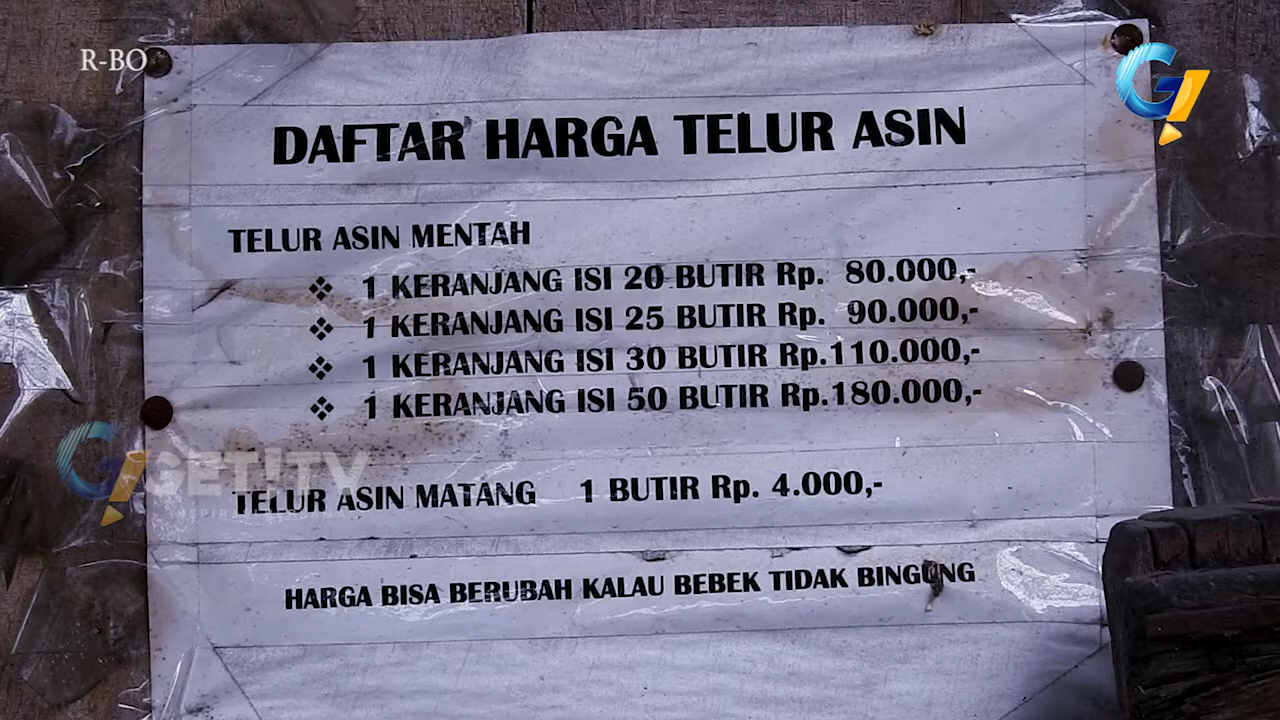 R-BO
G!
DAFTAR HARGA TELUR ASIN
TELUR ASIN MENTAH
❖ 1 KERANJANG ISI 20 BUTIR Rp. 80.000,-
❖ 1 KERANJANG ISI 25 BUTIR Rp. 90.000,-
❖ 1 KERANJANG ISI 30 BUTIR Rp.110.000,-
❖ 1 KERANJANG ISI 50 BUTIR Rp.180.000,-
G! GET!TV
TELUR ASIN MATANG 1 BUTIR Rp. 4.000,-
HARGA BISA BERUBAH KALAU BEBEK TIDAK BINGUNG